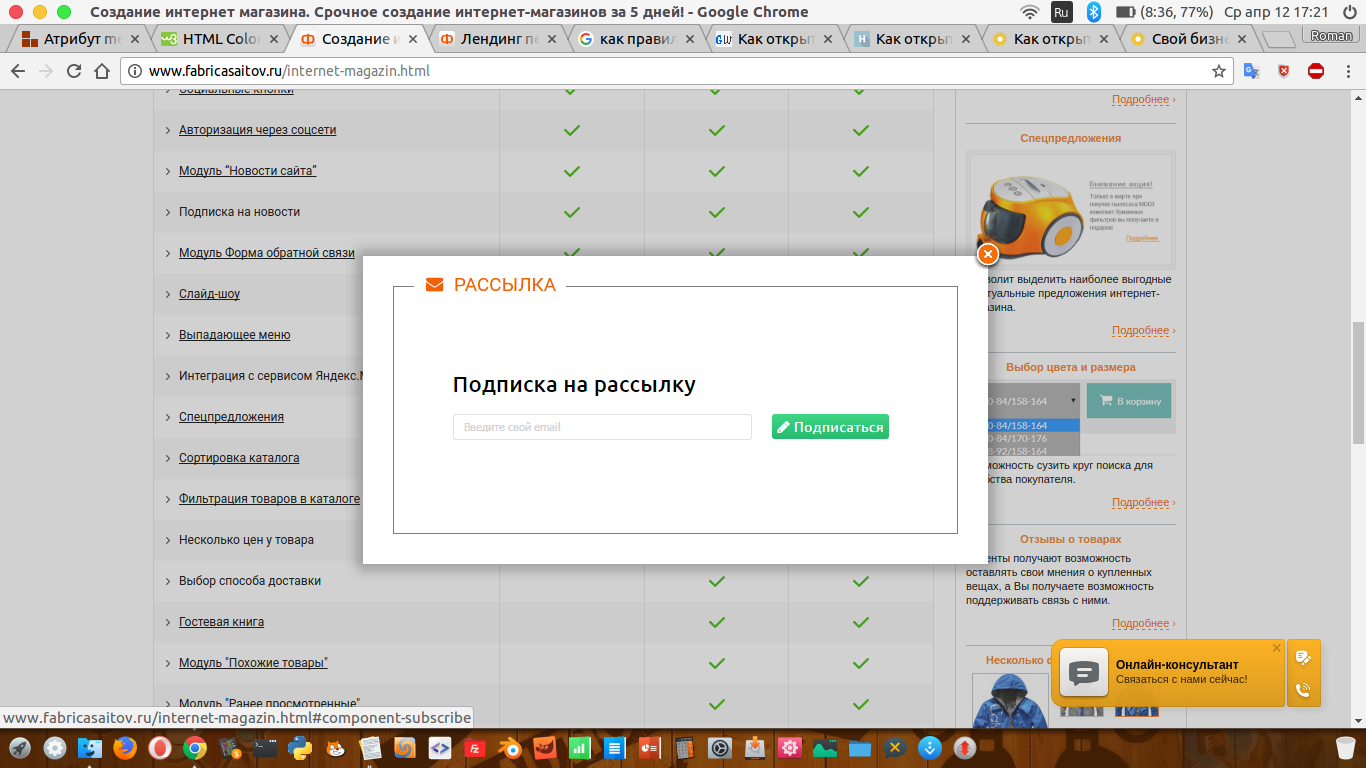 Создание интернет магазина. Срочное создание интернет-магазинов за 5 дней! - Google Chrome
Ru
(8:36, 77%)
Ср апр 12 17:21
Атрибут me
HTML Colo
Создание и
Лендинг пе
как правил
Как открыт
Как открыт
Как открыт
Свой бизне
Roman
www.fabricasaitov.ru/internet-magazin.html
Социальные кнопки
Авторизация через соцсети
Модуль “Новости сайта”
Подписка на новости
Модуль Форма обратной связи
Слайд-шоу
Выпадающее меню
Интеграция с сервисом Яндекс.М
Спецпредложения
Сортировка каталога
Фильтрация товаров в каталоге
Несколько цен у товара
Выбор способа доставки
Гостевая книга
Модуль "Похожие товары"
Модуль "Ранее просмотренные"
РАССЫЛКА
Подписка на рассылку
Введите свой email
Подписаться
Подробнее ›
Спецпредложения
Внимание акция!
Только в марте при
покупке пылесоса MD03
комплект бумажных
фильтров вы получаете в
подарок!
Подробнее
волит выделить наиболее выгодные
туальные предложения интернет-
азина.
Подробнее ›
Выбор цвета и размера
0-84/158-164
В корзину
0-84/158-164
0-84/170-176
8-92/158-164
можность сузить круг поиска для
бства покупателя.
Подробнее ›
Отзывы о товарах
енты получают возможность
оставлять свои мнения о купленных
вещах, а Вы получаете возможность
поддерживать связь с ними.
Подробнее ›
Несколько
Онлайн-консультант
Связаться с нами сейчас!
www.fabricasaitov.ru/internet-magazin.html#component-subscribe